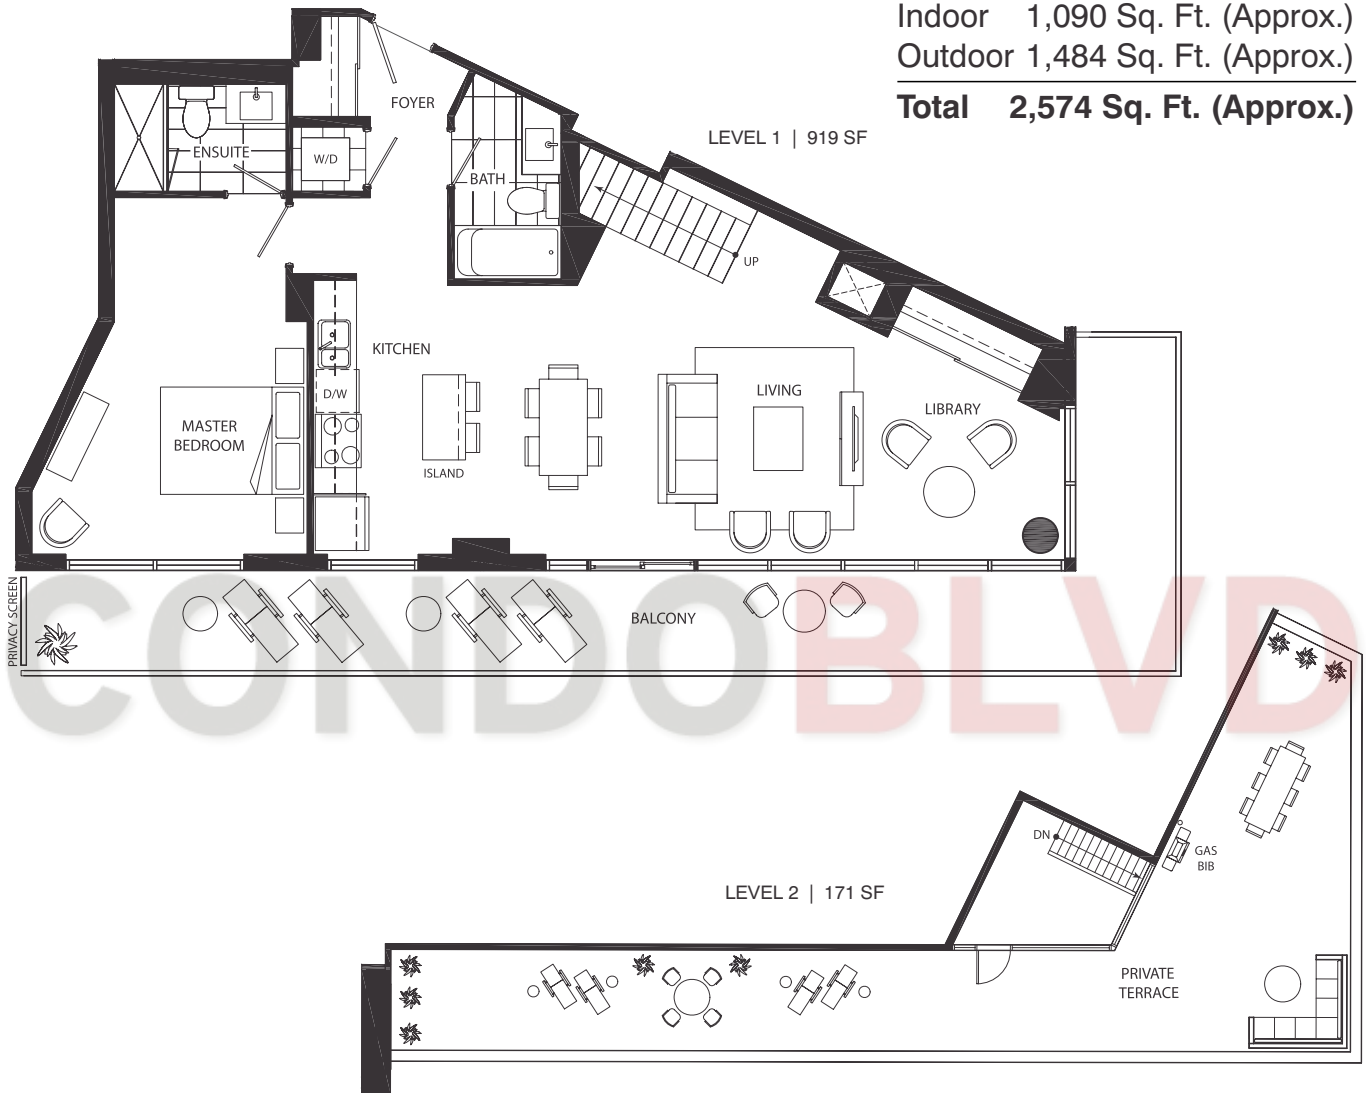 Indoor 1,090 Sq. Ft. (Approx.)
Outdoor 1,484 Sq. Ft. (Approx.)
Total 2,574 Sq. Ft. (Approx.)
FOYER
LEVEL 1 | 919 SF
ENSUITE
W/D
BATH
UP
KITCHEN
D/W
LIVING
LIBRARY
MASTER
BEDROOM
ISLAND
PRIVACY SCREEN
BALCONY
CONDOBLVD
DN
GAS
BIB
LEVEL 2 | 171 SF
PRIVATE
TERRACE